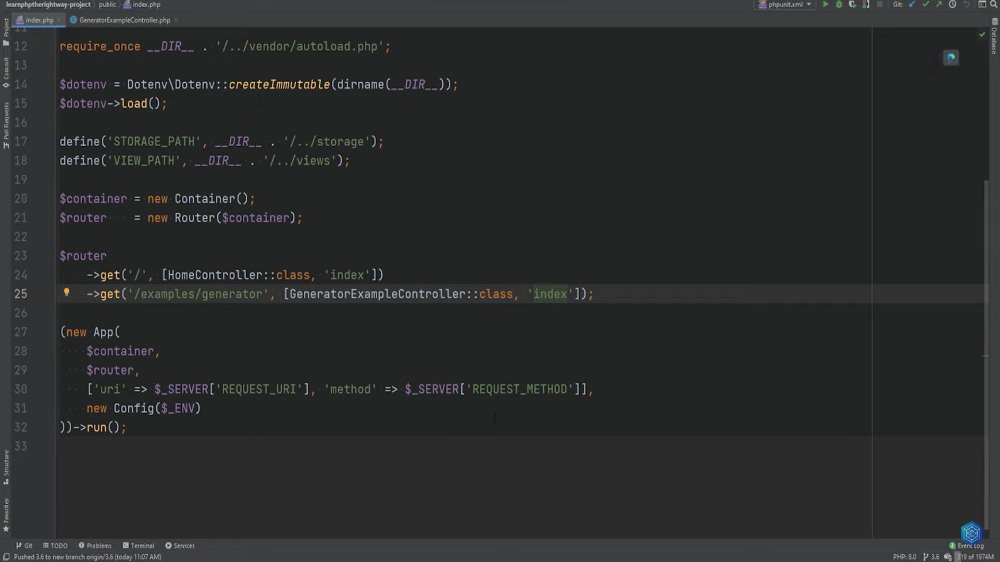 learnphptherightway-project public index.php phpunit.xml Git:
index.php GeneratorExampleController.php
Project
Commit
Pull Requests
Structure
Favorites
Database
11
12 require_once __DIR__ . '/../vendor/autoload.php';
13
14 $dotenv = Dotenv\Dotenv::createImmutable(dirname(__DIR__));
15 $dotenv->load();
16
17 define('STORAGE_PATH', __DIR__ . '/../storage');
18 define('VIEW_PATH', __DIR__ . '/../views');
19
20 $container = new Container();
21 $router    = new Router($container);
22
23 $router
24     ->get('/', [HomeController::class, 'index'])
25     ->get('/examples/generator', [GeneratorExampleController::class, 'index']);
26
27 (new App(
28     $container,
29     $router,
30     ['uri' => $_SERVER['REQUEST_URI'], 'method' => $_SERVER['REQUEST_METHOD']],
31     new Config($_ENV)
32 ))->run();
33
Git TODO Problems Terminal Services 2 Event Log
Pushed 3.6 to new branch origin/3.6 (today 11:07 AM) PHP: 8.0 3.6 319 of 1974M